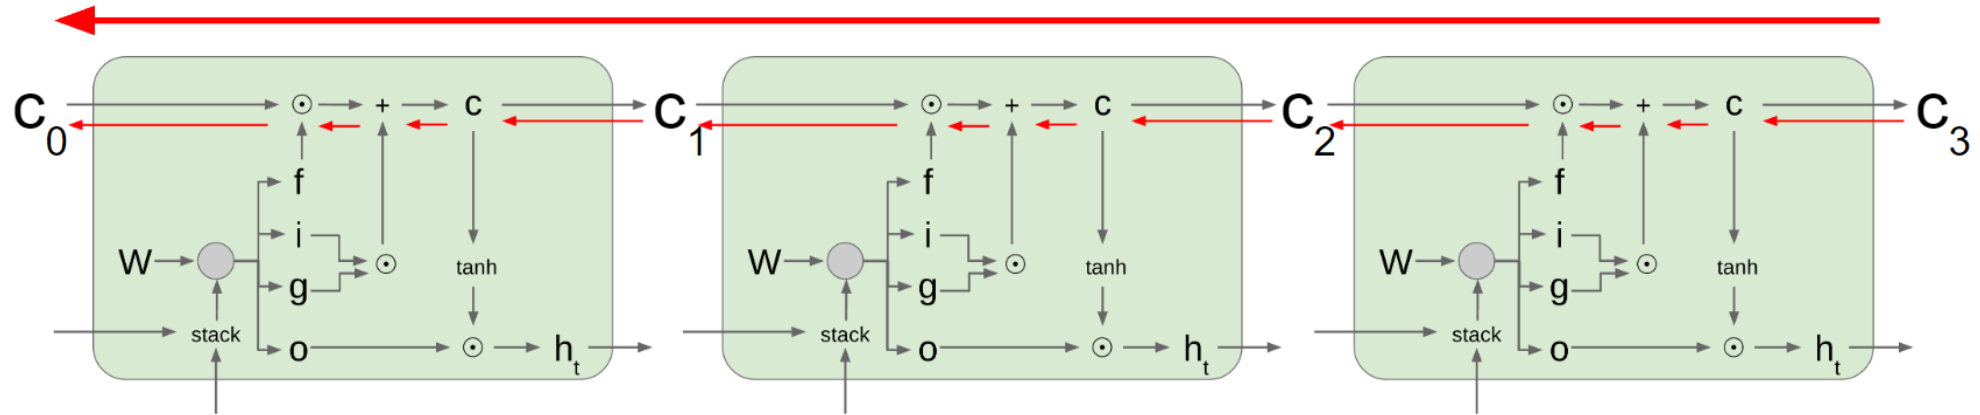 C₀ ⊙ + c C₁ ⊙ + c C₂ ⊙ + c C₃
f f f
i i i
W ⊙ tanh W ⊙ tanh W ⊙ tanh
g g g
stack stack stack
o ⊙ hₜ o ⊙ hₜ o ⊙ hₜ